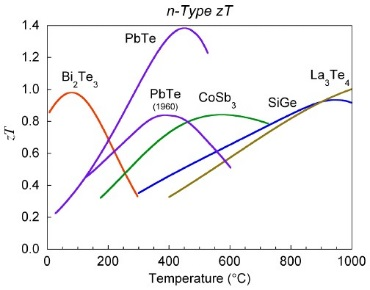 n-Type zT
1.4
1.2
1.0
0.8
0.6
0.4
0.2
0.0
zT
PbTe
Bi₂Te₃
PbTe
(1960)
CoSb₃
SiGe
La₃Te₄
0 200 400 600 800 1000
Temperature (°C)